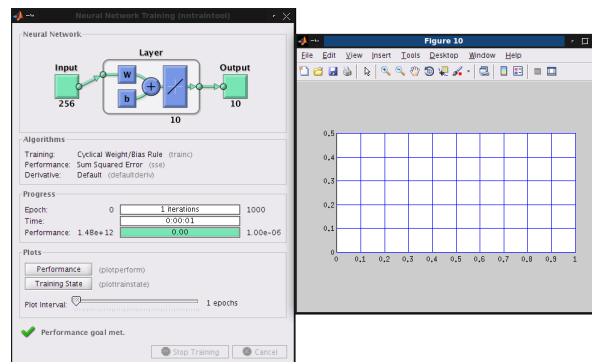 Neural Network Training (nntraintool)
Neural Network
Layer
Input
W
Output
b
+
256
10
10
Algorithms
Training: Cyclical Weight/Bias Rule (trainc)
Performance: Sum Squared Error (sse)
Derivative: Default (defaultderiv)
Progress
Epoch: 0 1 iterations 1000
Time: 0:00:01
Performance: 1.48e+12 0.00 1.00e-06
Plots
Performance (plotperform)
Training State (plottrainstate)
Plot Interval: 1 epochs
Performance goal met.
Stop Training Cancel
Figure 10
File Edit View Insert Tools Desktop Window Help
0.5
0.4
0.3
0.2
0.1
0
0 0.1 0.2 0.3 0.4 0.5 0.6 0.7 0.8 0.9 1